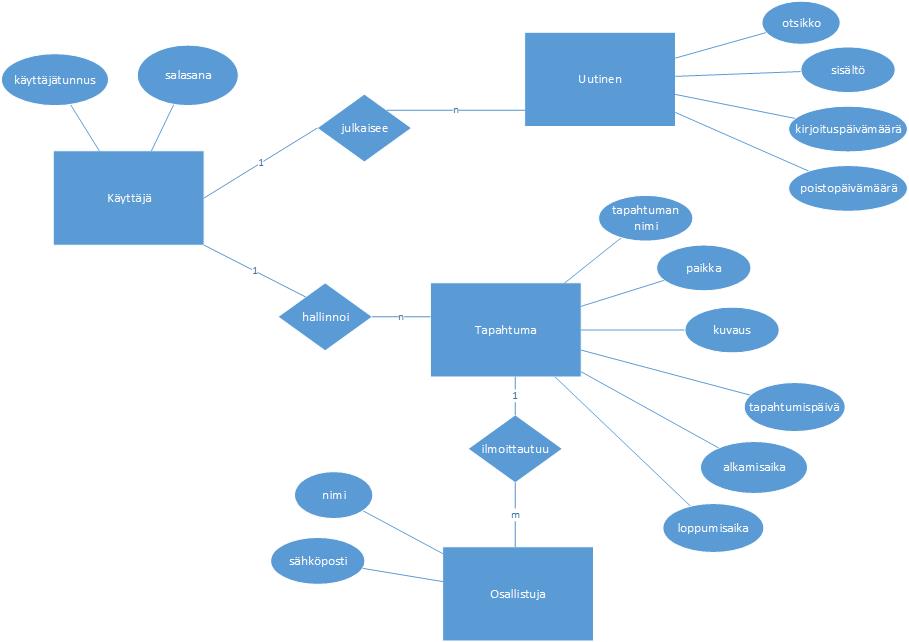 otsikko
käyttäjätunnus
salasana
Uutinen
sisältö
julkaisee
n
kirjoituspäivämäärä
1
Käyttäjä
poistopäivämäärä
tapahtuman
nimi
paikka
1
hallinnoi
n
Tapahtuma
kuvaus
1
tapahtumispäivä
ilmoittautuu
alkamisaika
nimi
m
loppumisaika
sähköposti
Osallistuja